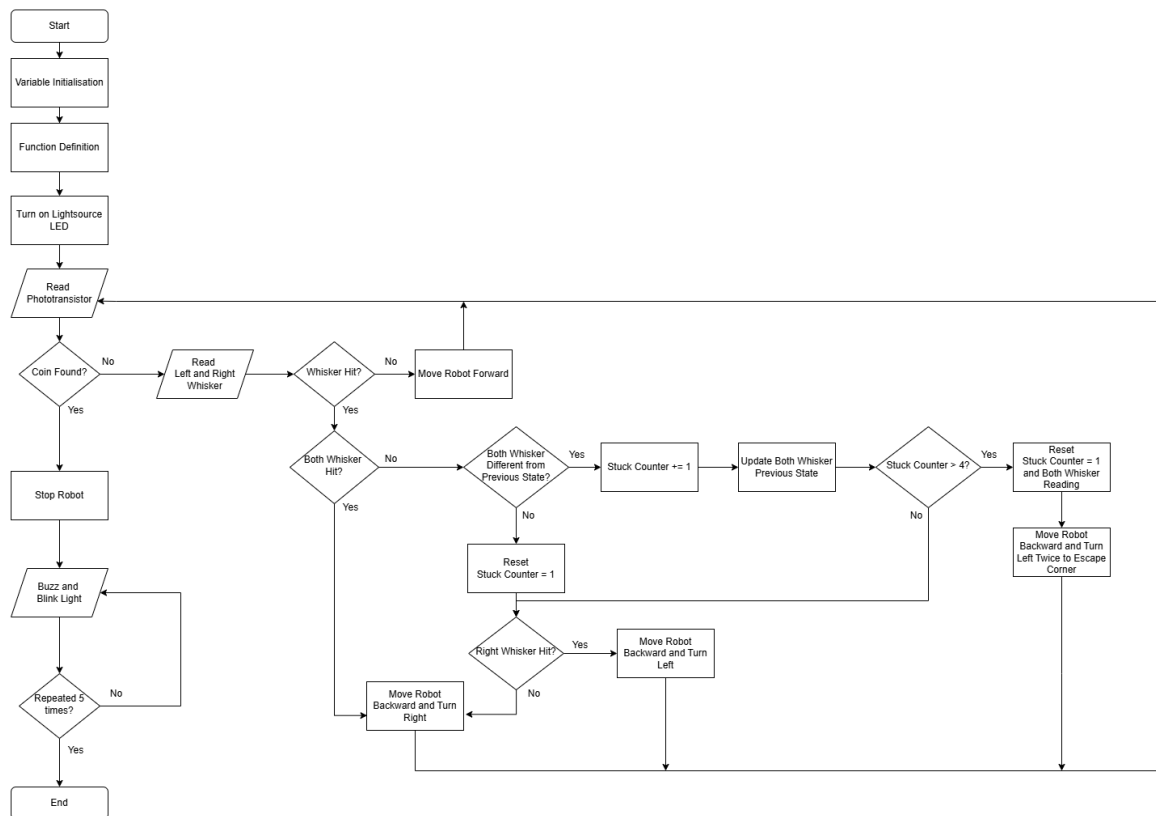 Start
Variable Initialisation
Function Definition
Turn on Lightsource
LED
Read
Phototransistor
Coin Found?
No
Yes
Read
Left and Right
Whisker
Whisker Hit?
No
Yes
Move Robot Forward
Both Whisker
Hit?
No
Yes
Both Whisker
Different from
Previous State?
Yes
No
Stuck Counter += 1
Update Both Whisker
Previous State
Stuck Counter > 4?
Yes
No
Reset
Stuck Counter = 1
and Both Whisker
Reading
Move Robot
Backward and Turn
Left Twice to Escape
Corner
Reset
Stuck Counter = 1
Right Whisker Hit?
Yes
No
Move Robot
Backward and Turn
Left
Move Robot
Backward and Turn
Right
Stop Robot
Buzz and
Blink Light
Repeated 5
times?
No
Yes
End